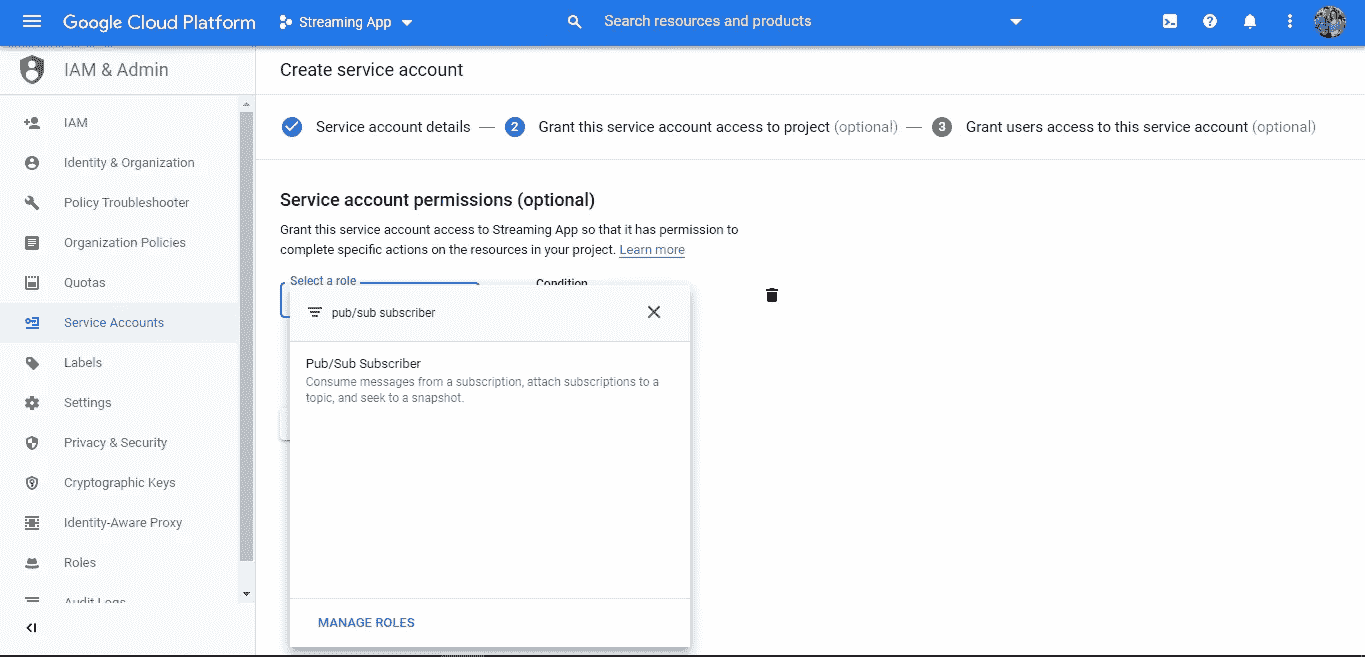 Google Cloud Platform
Streaming App
Search resources and products
IAM & Admin
Create service account
Service account details
2 Grant this service account access to project (optional)
3 Grant users access to this service account (optional)
IAM
Identity & Organization
Policy Troubleshooter
Organization Policies
Quotas
Service Accounts
Labels
Settings
Privacy & Security
Cryptographic Keys
Identity-Aware Proxy
Roles
Audit Logs
Service account permissions (optional)
Grant this service account access to Streaming App so that it has permission to
complete specific actions on the resources in your project. Learn more
Select a role
Condition
pub/sub subscriber
Pub/Sub Subscriber
Consume messages from a subscription, attach subscriptions to a
topic, and seek to a snapshot.
MANAGE ROLES